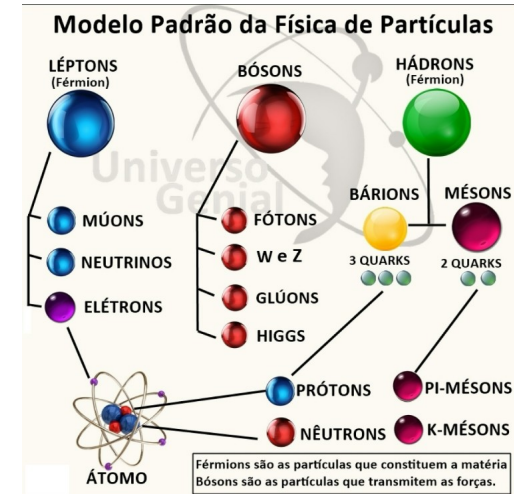 Modelo Padrão da Física de Partículas
LÉPTONS
(Férmion)
BÓSONS
HÁDRONS
(Férmion)
Universo
Genial
MÚONS
NEUTRINOS
ELÉTRONS
FÓTONS
W e Z
GLÚONS
HIGGS
BÁRIONS
3 QUARKS
MÉSONS
2 QUARKS
PRÓTONS
NÊUTRONS
PI-MÉSONS
K-MÉSONS
ÁTOMO
Férmions são as partículas que constituem a matéria
Bósons são as partículas que transmitem as forças.